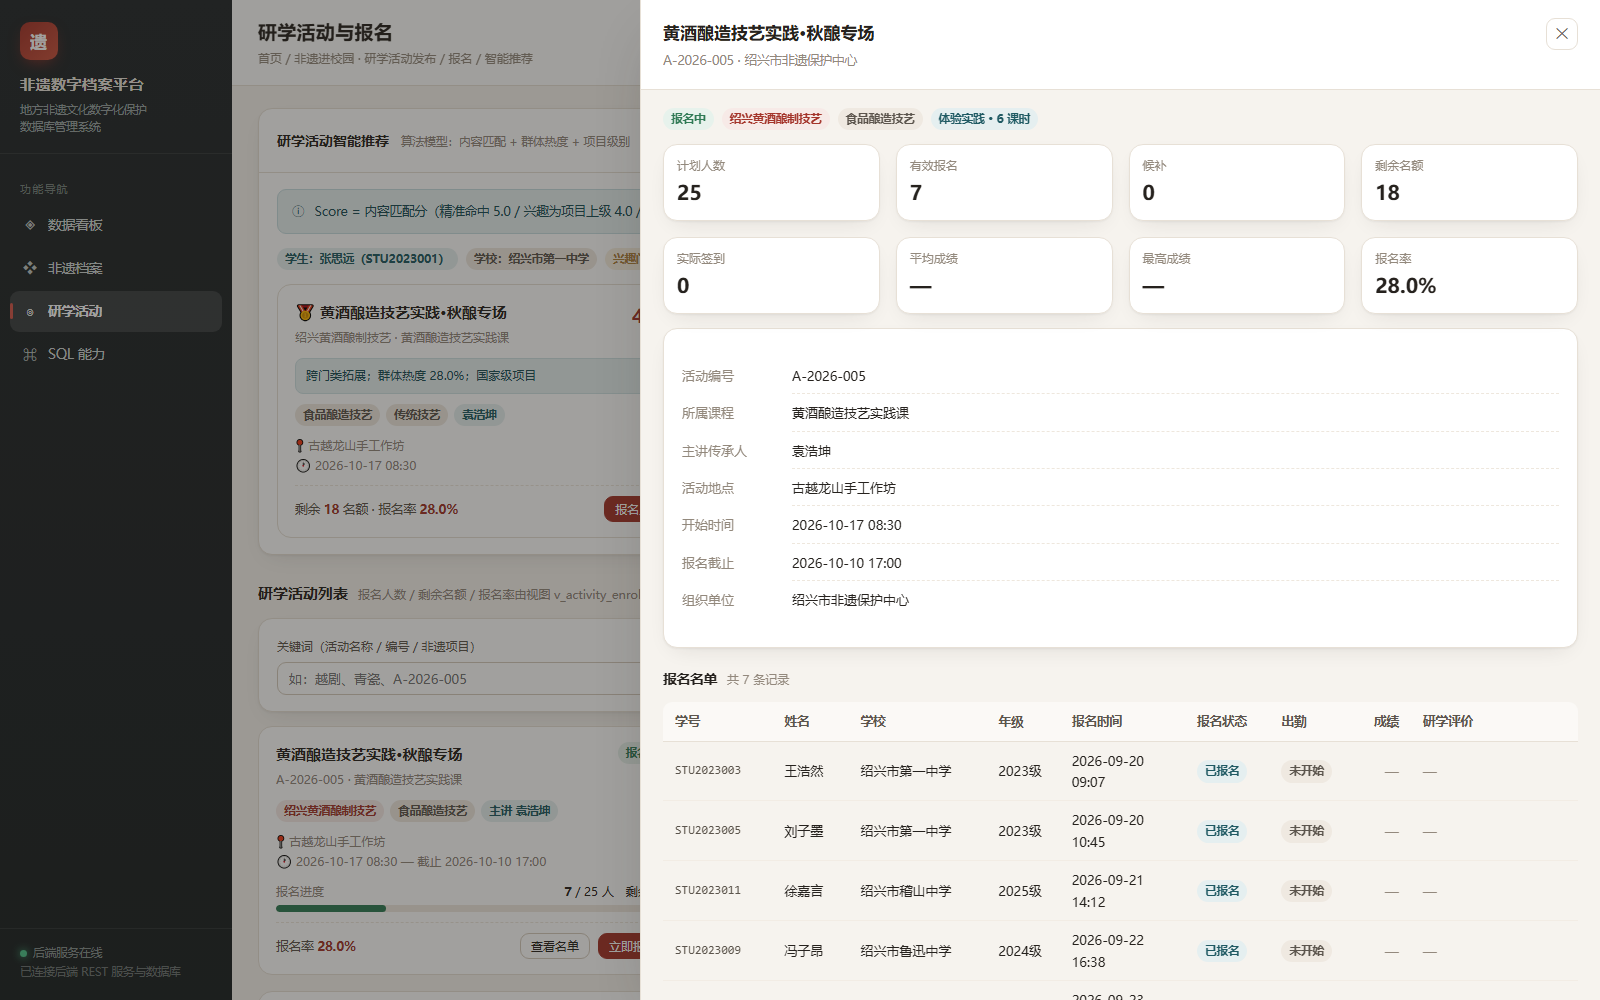 遗
非遗数字档案平台
地方非遗文化数字化保护
数据库管理系统
功能导航
数据看板
非遗档案
研学活动
SQL 能力
后端服务在线
已连接后端 REST 服务与数据库
研学活动与报名
首页 / 非遗进校园 · 研学活动发布 / 报名 / 智能推荐
研学活动智能推荐 算法模型：内容匹配 + 群体热度 + 项目级别
Score = 内容匹配分（精准命中 5.0 / 兴趣为项目上级 4.0 /
学生：张思远（STU2023001） 学校：绍兴市第一中学
黄酒酿造技艺实践•秋酿专场
绍兴黄酒酿制技艺 · 黄酒酿造技艺实践课
跨门类拓展；群体热度 28.0%；国家级项目
食品酿造技艺 传统技艺 袁浩坤
古越龙山手工作坊
2026-10-17 08:30
剩余 18 名额 · 报名率 28.0% 报名
研学活动列表 报名人数 / 剩余名额 / 报名率由视图
关键词（活动名称 / 编号 / 非遗项目）
如：越剧、青瓷、A-2026-005
黄酒酿造技艺实践•秋酿专场
A-2026-005 · 黄酒酿造技艺实践课
绍兴黄酒酿制技艺 食品酿造技艺 主讲 袁浩坤
古越龙山手工作坊
2026-10-17 08:30 — 截止 2026-10-10 17:00
报名进度 7 / 25 人
报名率 28.0% 查看名单 立即
黄酒酿造技艺实践•秋酿专场
A-2026-005 · 绍兴市非遗保护中心
报名中 绍兴黄酒酿制技艺 食品酿造技艺 体验实践 • 6 课时
计划人数 有效报名 候补 剩余名额
25 7 0 18
实际签到 平均成绩 最高成绩 报名率
0 — — 28.0%
活动编号 A-2026-005
所属课程 黄酒酿造技艺实践课
主讲传承人 袁浩坤
活动地点 古越龙山手工作坊
开始时间 2026-10-17 08:30
报名截止 2026-10-10 17:00
组织单位 绍兴市非遗保护中心
报名名单 共 7 条记录
学号 姓名 学校 年级 报名时间 报名状态 出勤 成绩 研学评价
STU2023003 王浩然 绍兴市第一中学 2023级 2026-09-20 09:07 已报名 未开始 — —
STU2023005 刘子墨 绍兴市第一中学 2023级 2026-09-20 10:45 已报名 未开始 — —
STU2023011 徐嘉言 绍兴市稽山中学 2025级 2026-09-21 14:12 已报名 未开始 — —
STU2023009 冯子昂 绍兴市鲁迅中学 2024级 2026-09-22 16:38 已报名 未开始 — —